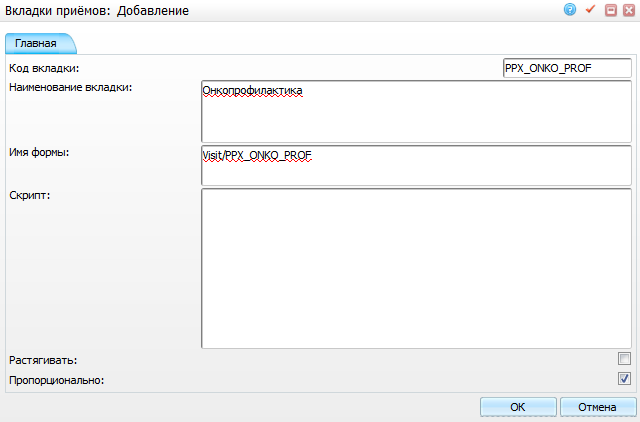 Вкладки приёмов: Добавление
Главная
Код вкладки: PPX_ONKO_PROF
Наименование вкладки: Онкопрофилактика
Имя формы: Visit/PPX_ONKO_PROF
Скрипт:
Растягивать:
Пропорционально:
OK Отмена